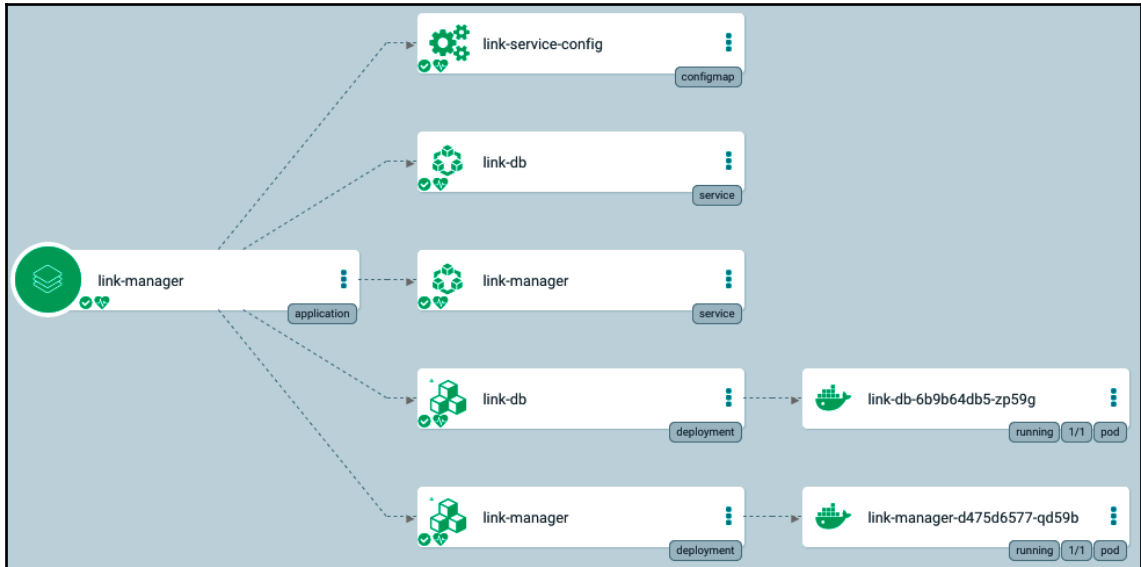 link-service-config
configmap
link-db
service
link-manager
application
link-manager
service
link-db
deployment
link-db-6b9b64db5-zp59g
running 1/1 pod
link-manager
deployment
link-manager-d475d6577-qd59b
running 1/1 pod